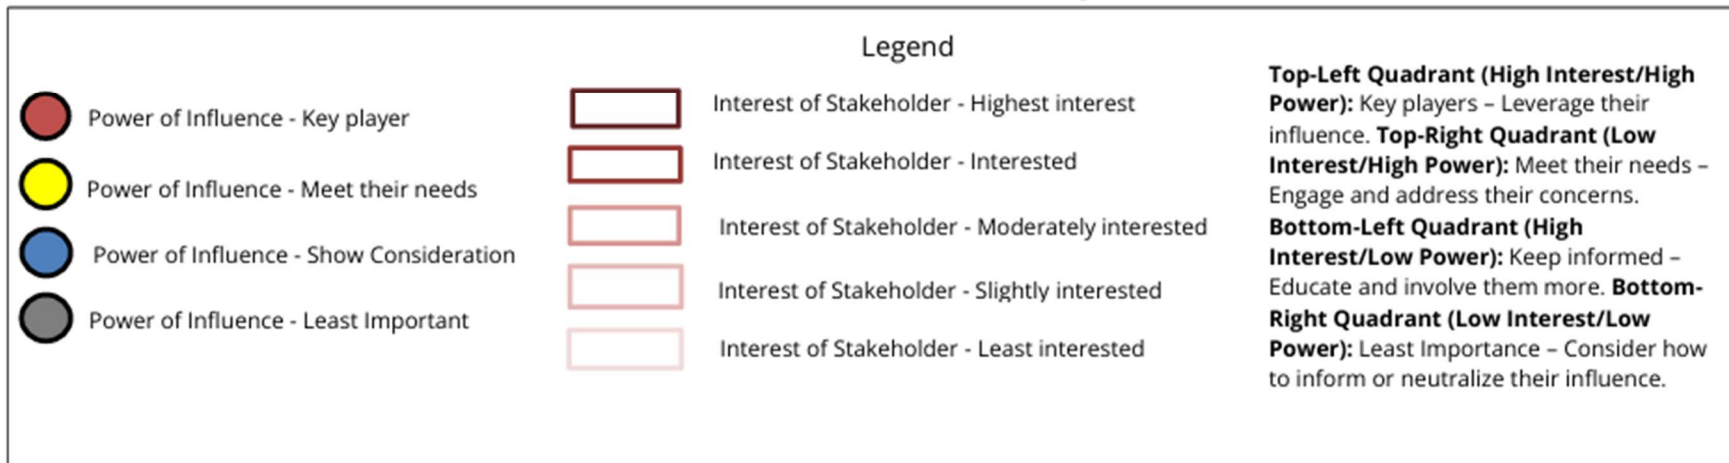 Legend
Power of Influence - Key player
Power of Influence - Meet their needs
Power of Influence - Show Consideration
Power of Influence - Least Important
Interest of Stakeholder - Highest interest
Interest of Stakeholder - Interested
Interest of Stakeholder - Moderately interested
Interest of Stakeholder - Slightly interested
Interest of Stakeholder - Least interested
Top-Left Quadrant (High Interest/High
Power): Key players – Leverage their
influence. Top-Right Quadrant (Low
Interest/High Power): Meet their needs –
Engage and address their concerns.
Bottom-Left Quadrant (High
Interest/Low Power): Keep informed –
Educate and involve them more. Bottom-
Right Quadrant (Low Interest/Low
Power): Least Importance – Consider how
to inform or neutralize their influence.